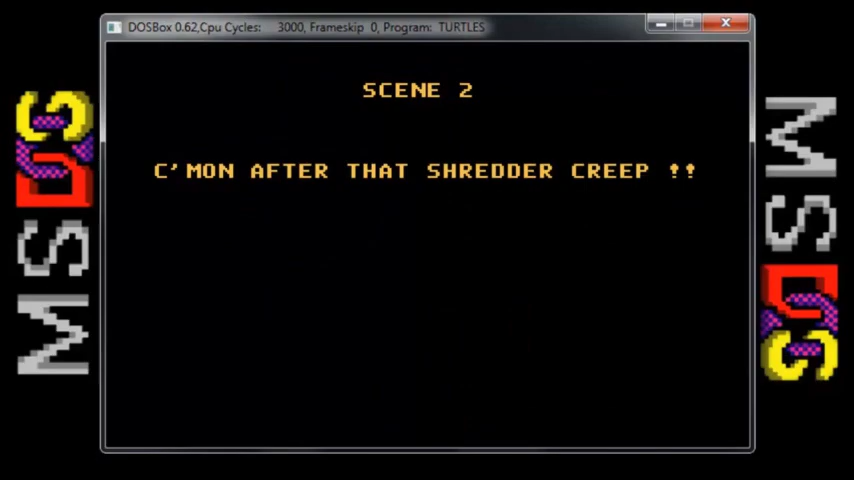 DOSBox 0.62,Cpu Cycles:    3000, Frameskip  0, Program:  TURTLES
SCENE 2
C'MON AFTER THAT SHREDDER CREEP !!
MSDOS
MSDOS